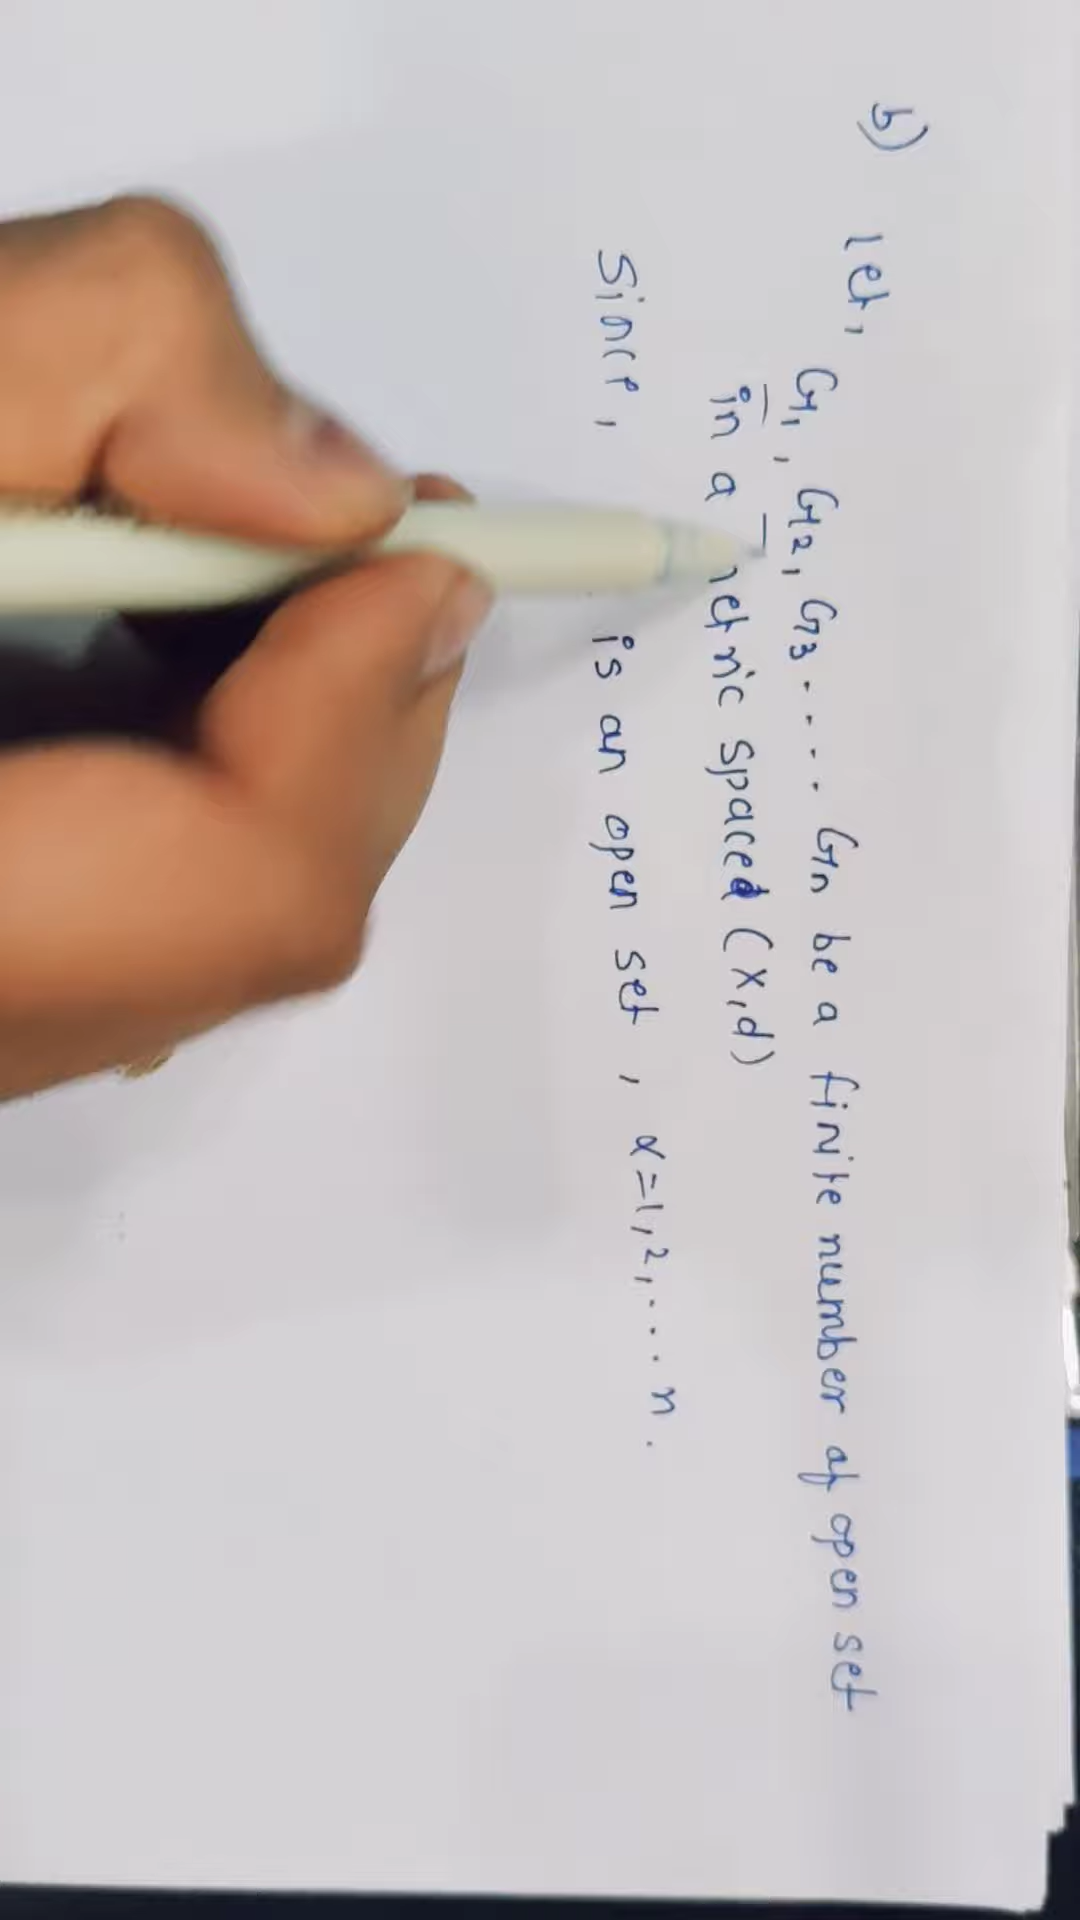 b) let,
G1, G2, G3.... Gn be a finite number of open set
in a metric space (x,d)
Since, is an open set, α=1,2,...n.